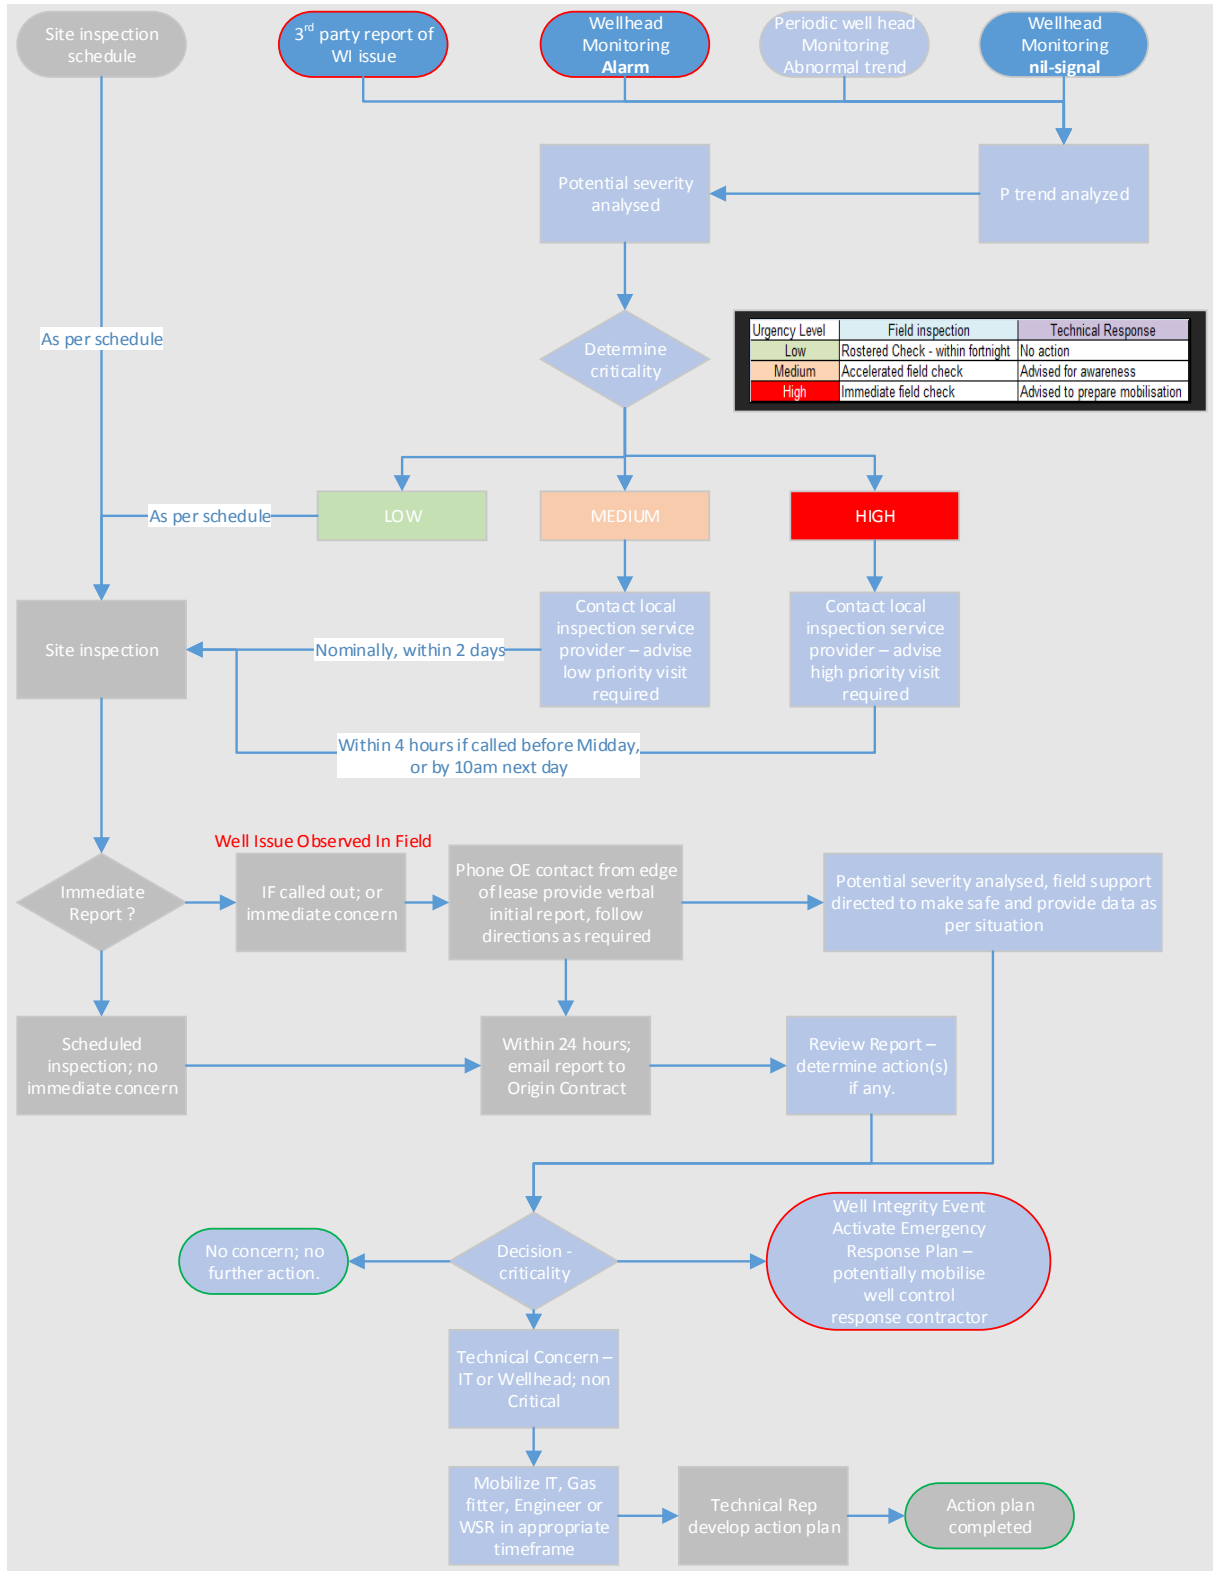 Site inspection
schedule
3rd party report of
WI issue
Wellhead
Monitoring
Alarm
Periodic well head
Monitoring
Abnormal trend
Wellhead
Monitoring
nil-signal
Potential severity
analysed
P trend analyzed
As per schedule
Determine
criticality
Urgency Level Field inspection Technical Response
Low Rostered Check - within fortnight No action
Medium Accelerated field check Advised for awareness
High Immediate field check Advised to prepare mobilisation
As per schedule
LOW
MEDIUM
HIGH
Site inspection
Nominally, within 2 days
Contact local
inspection service
provider – advise
low priority visit
required
Contact local
inspection service
provider – advise
high priority visit
required
Within 4 hours if called before Midday,
or by 10am next day
Well Issue Observed In Field
Immediate
Report ?
IF called out; or
immediate concern
Phone OE contact from edge
of lease provide verbal
initial report, follow
directions as required
Potential severity analysed, field support
directed to make safe and provide data as
per situation
Scheduled
inspection; no
immediate concern
Within 24 hours;
email report to
Origin Contract
Review Report –
determine action(s)
if any.
No concern; no
further action.
Decision -
criticality
Well Integrity Event
Activate Emergency
Response Plan –
potentially mobilise
well control
response contractor
Technical Concern –
IT or Wellhead; non
Critical
Mobilize IT, Gas
fitter, Engineer or
WSR in appropriate
timeframe
Technical Rep
develop action plan
Action plan
completed